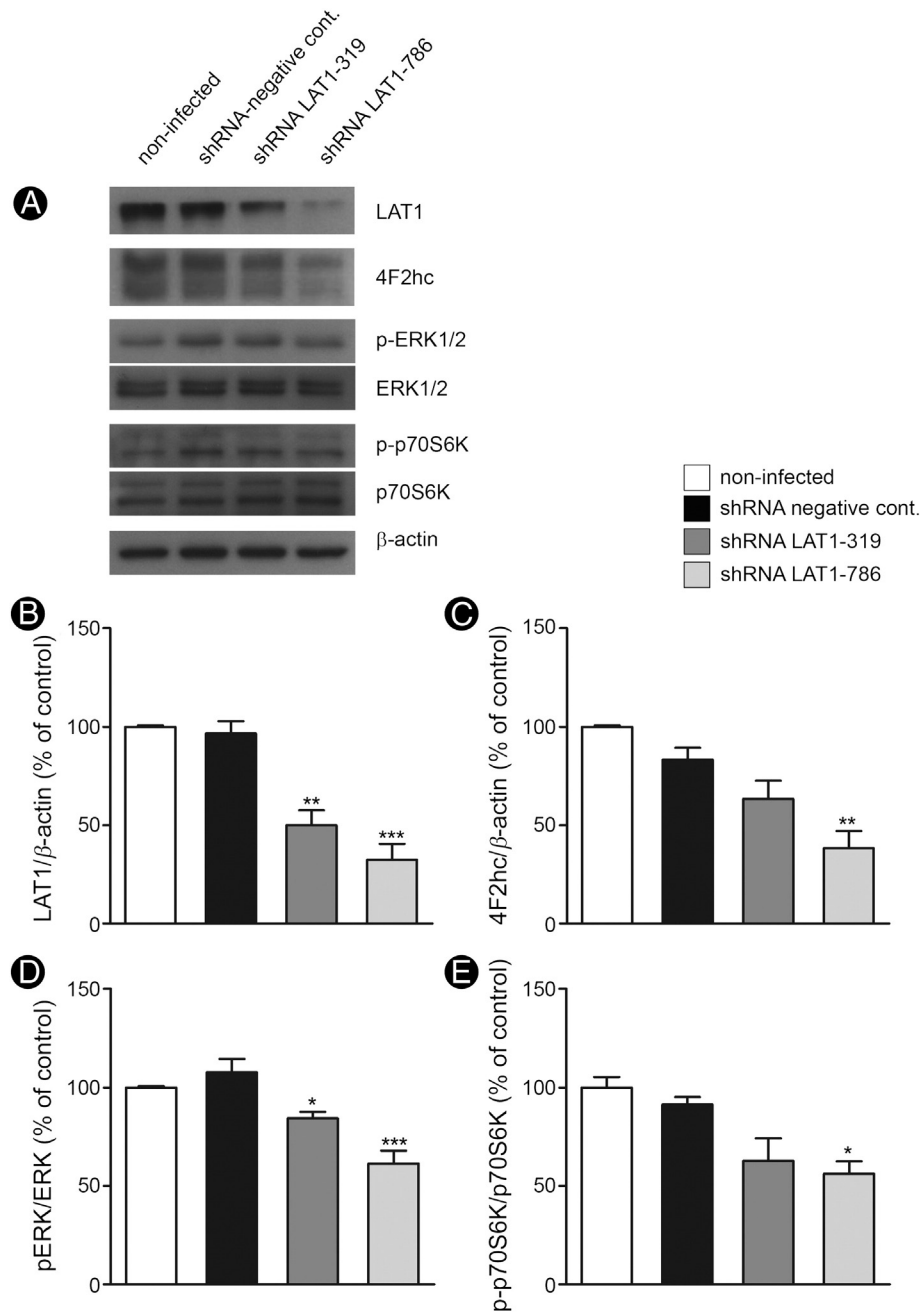 non-infected
shRNA-negative cont.
shRNA LAT1-319
shRNA LAT1-786
A
LAT1
4F2hc
p-ERK1/2
ERK1/2
p-p70S6K
p70S6K
β-actin
non-infected
shRNA negative cont.
shRNA LAT1-319
shRNA LAT1-786
B
LAT1/β-actin (% of control)
150
100
50
0
**
***
C
4F2hc/β-actin (% of control)
150
100
50
0
**
D
pERK/ERK (% of control)
150
100
50
0
*
***
E
p-p70S6K/p70S6K (% of control)
150
100
50
0
*